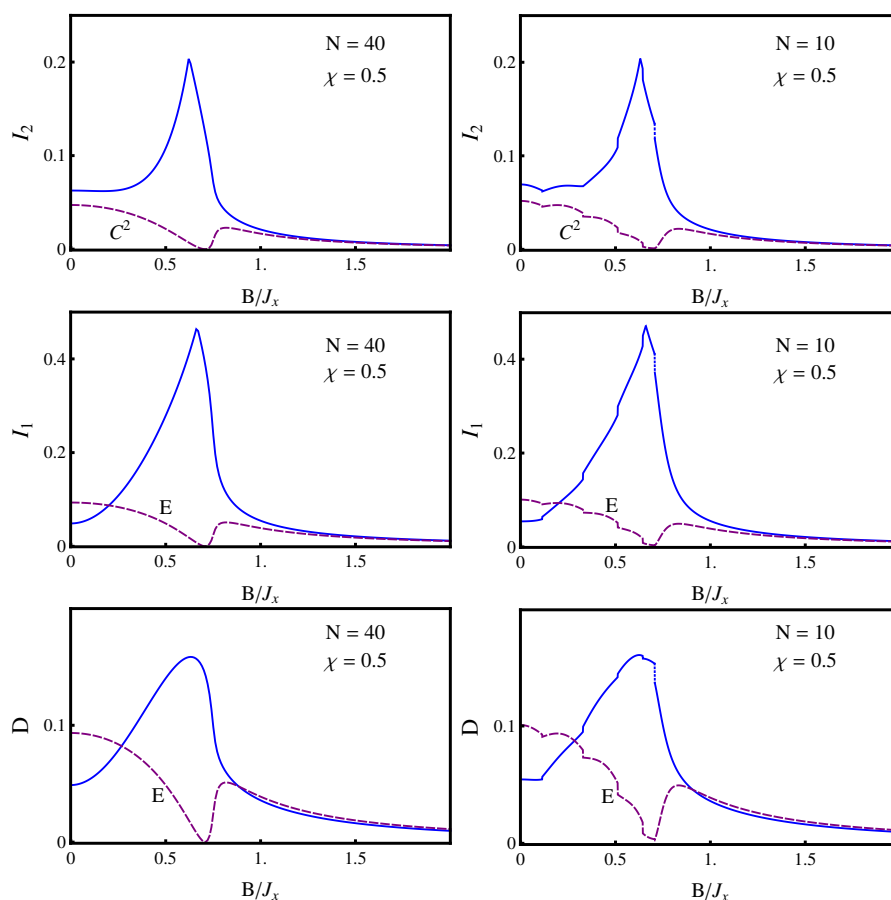 N = 40
χ = 0.5
I₂
C²
0.2
0.1
0
0
0.5
1.
1.5
B/Jₓ
N = 10
χ = 0.5
I₂
C²
0.2
0.1
0
0
0.5
1.
1.5
B/Jₓ
N = 40
χ = 0.5
I₁
E
0.4
0.2
0
0
0.5
1.
1.5
B/Jₓ
N = 10
χ = 0.5
I₁
E
0.4
0.2
0
0
0.5
1.
1.5
B/Jₓ
N = 40
χ = 0.5
D
E
0.1
0
0
0.5
1.
1.5
B/Jₓ
N = 10
χ = 0.5
D
E
0.1
0
0
0.5
1.
1.5
B/Jₓ